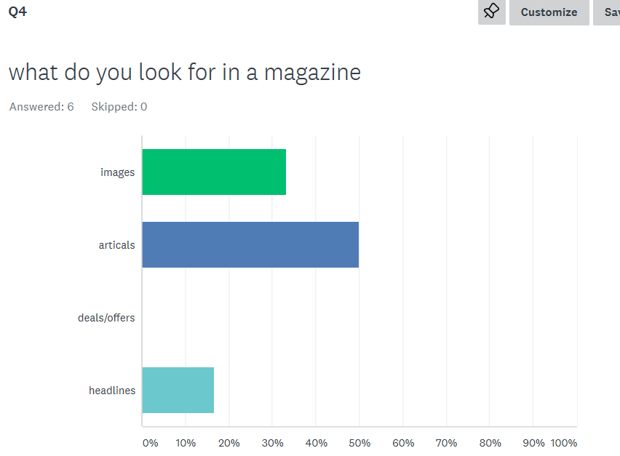 Q4
Customize
Sav
what do you look for in a magazine
Answered: 6 Skipped: 0
images
articals
deals/offers
headlines
0% 10% 20% 30% 40% 50% 60% 70% 80% 90% 100%